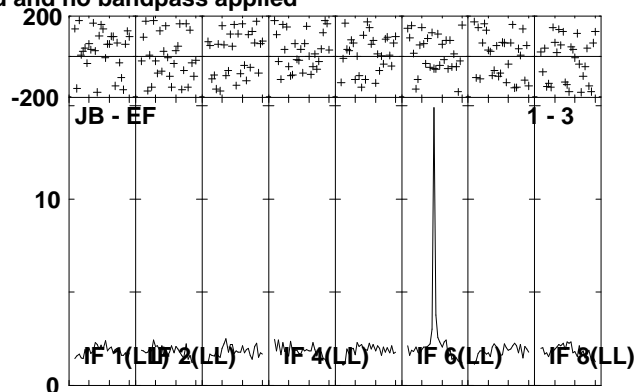 and no bandpass applied
200
-200
JB - EF 1 - 3
10
IF 1(LL) IF 2(LL) IF 4(LL) IF 6(LL) IF 8(LL)
0